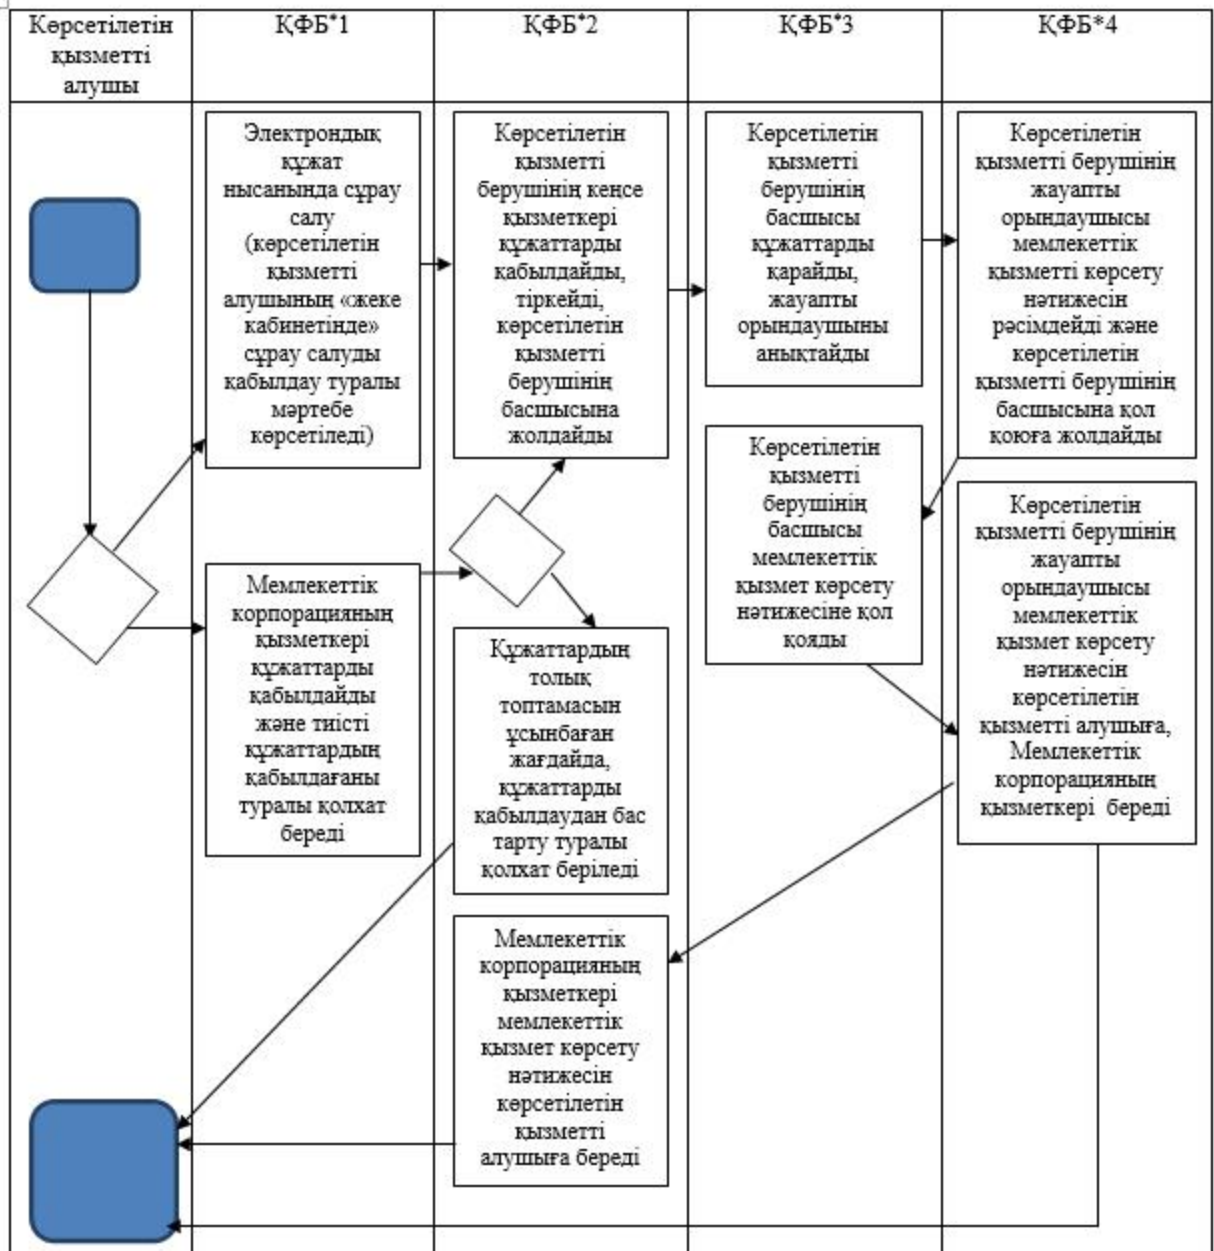 Көрсетілетін
қызметті
алушы
ҚФБ*1
ҚФБ*2
ҚФБ*3
ҚФБ*4
Электрондық
құжат
нысанында сұрау
салу
(көрсетілетін
қызметті
алушының «жеке
кабинетінде»
сұрау салуды
қабылдау туралы
мәртебе
көрсетіледі)
Көрсетілетін
қызметті
берушінің кеңсе
қызметкері
құжаттарды
қабылдайды,
тіркейді,
көрсетілетін
қызметті
берушінің
басшысына
жолдайды
Көрсетілетін
қызметті
берушінің
басшысы
құжаттарды
қарайды,
жауапты
орындаушыны
анықтайды
Көрсетілетін
қызметті берушінің
жауапты
орындаушысы
мемлекеттік
қызметті көрсету
нәтижесін
рәсімдейді және
көрсетілетін
қызметті берушінің
басшысына қол
қоюға жолдайды
Көрсетілетін
қызметті
берушінің
басшысы
мемлекеттік
қызмет көрсету
нәтижесіне қол
қояды
Көрсетілетін
қызметті берушінің
жауапты
орындаушысы
мемлекеттік
қызмет көрсету
нәтижесін
көрсетілетін
қызметті алушыға,
Мемлекеттік
корпорацияның
қызметкері береді
Мемлекеттік
корпорацияның
қызметкері
құжаттарды
қабылдайды
және тиісті
құжаттардың
қабылдағаны
туралы қолхат
береді
Құжаттардың
толық
топтамасын
ұсынбаған
жағдайда,
құжаттарды
қабылдаудан бас
тарту туралы
қолхат беріледі
Мемлекеттік
корпорацияның
қызметкері
мемлекеттік
қызмет көрсету
нәтижесін
көрсетілетін
қызметті
алушыға береді